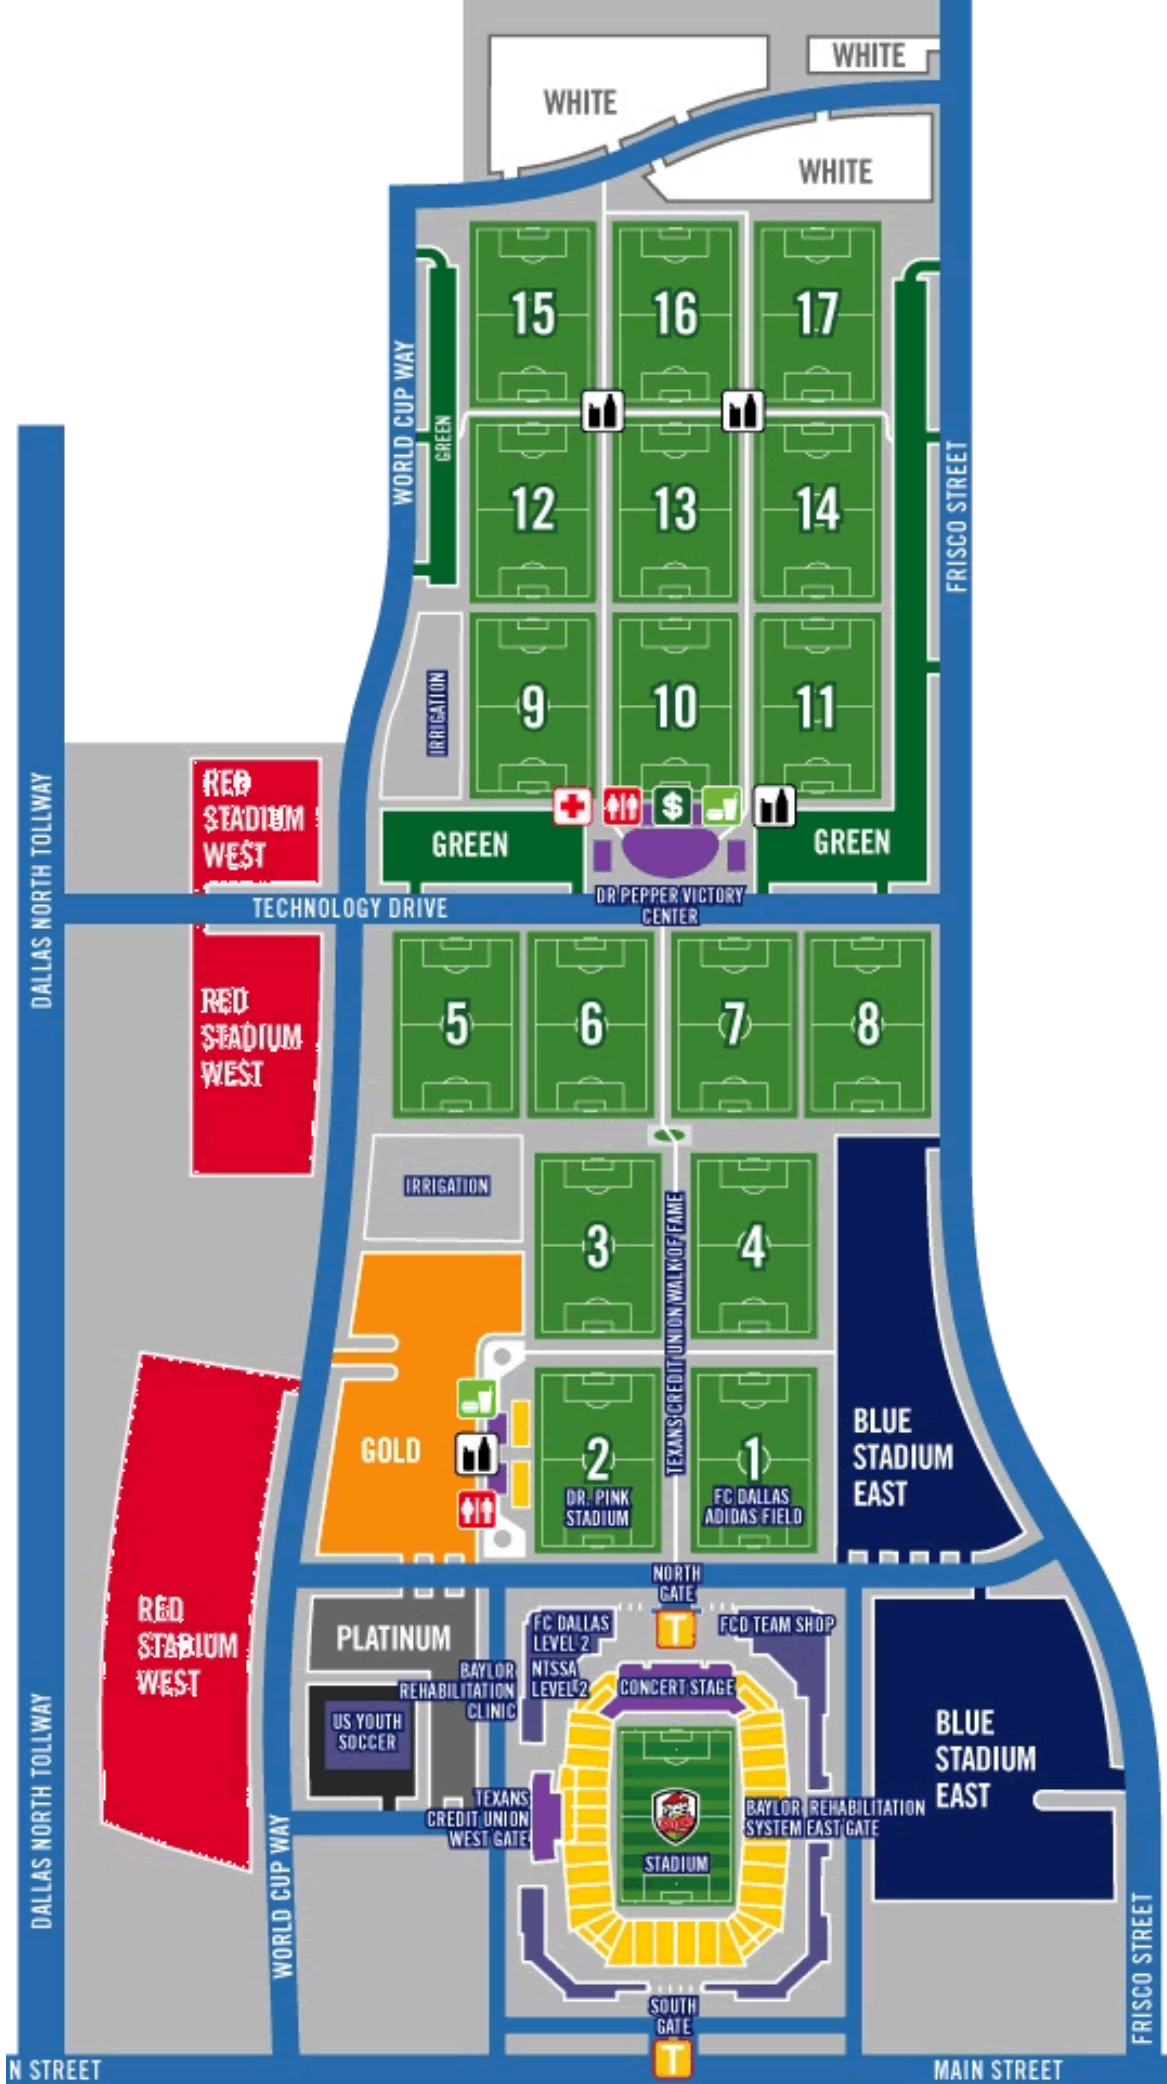 WHITE
WHITE
WHITE
15
16
17
WORLD CUP WAY
GREEN
12
13
14
FRISCO STREET
IRRIGATION
9
10
11
DALLAS NORTH TOLLWAY
RED
STADIUM
WEST
$
GREEN
GREEN
DR PEPPER VICTORY
CENTER
TECHNOLOGY DRIVE
RED
STADIUM
WEST
5
6
7
8
IRRIGATION
3
4
TEXANS CREDIT UNION WALK OF FAME
GOLD
2
DR. PINK
STADIUM
1
FC DALLAS
ADIDAS FIELD
BLUE
STADIUM
EAST
NORTH
GATE
T
RED
STADIUM
WEST
PLATINUM
FC DALLAS
LEVEL 2
NTSSA
LEVEL 2
FCD TEAM SHOP
BAYLOR
REHABILITATION
CLINIC
CONCERT STAGE
US YOUTH
SOCCER
BLUE
STADIUM
EAST
TEXANS
CREDIT UNION
WEST GATE
BAYLOR REHABILITATION
SYSTEM EAST GATE
STADIUM
DALLAS NORTH TOLLWAY
WORLD CUP WAY
FRISCO STREET
SOUTH
GATE
T
N STREET
MAIN STREET